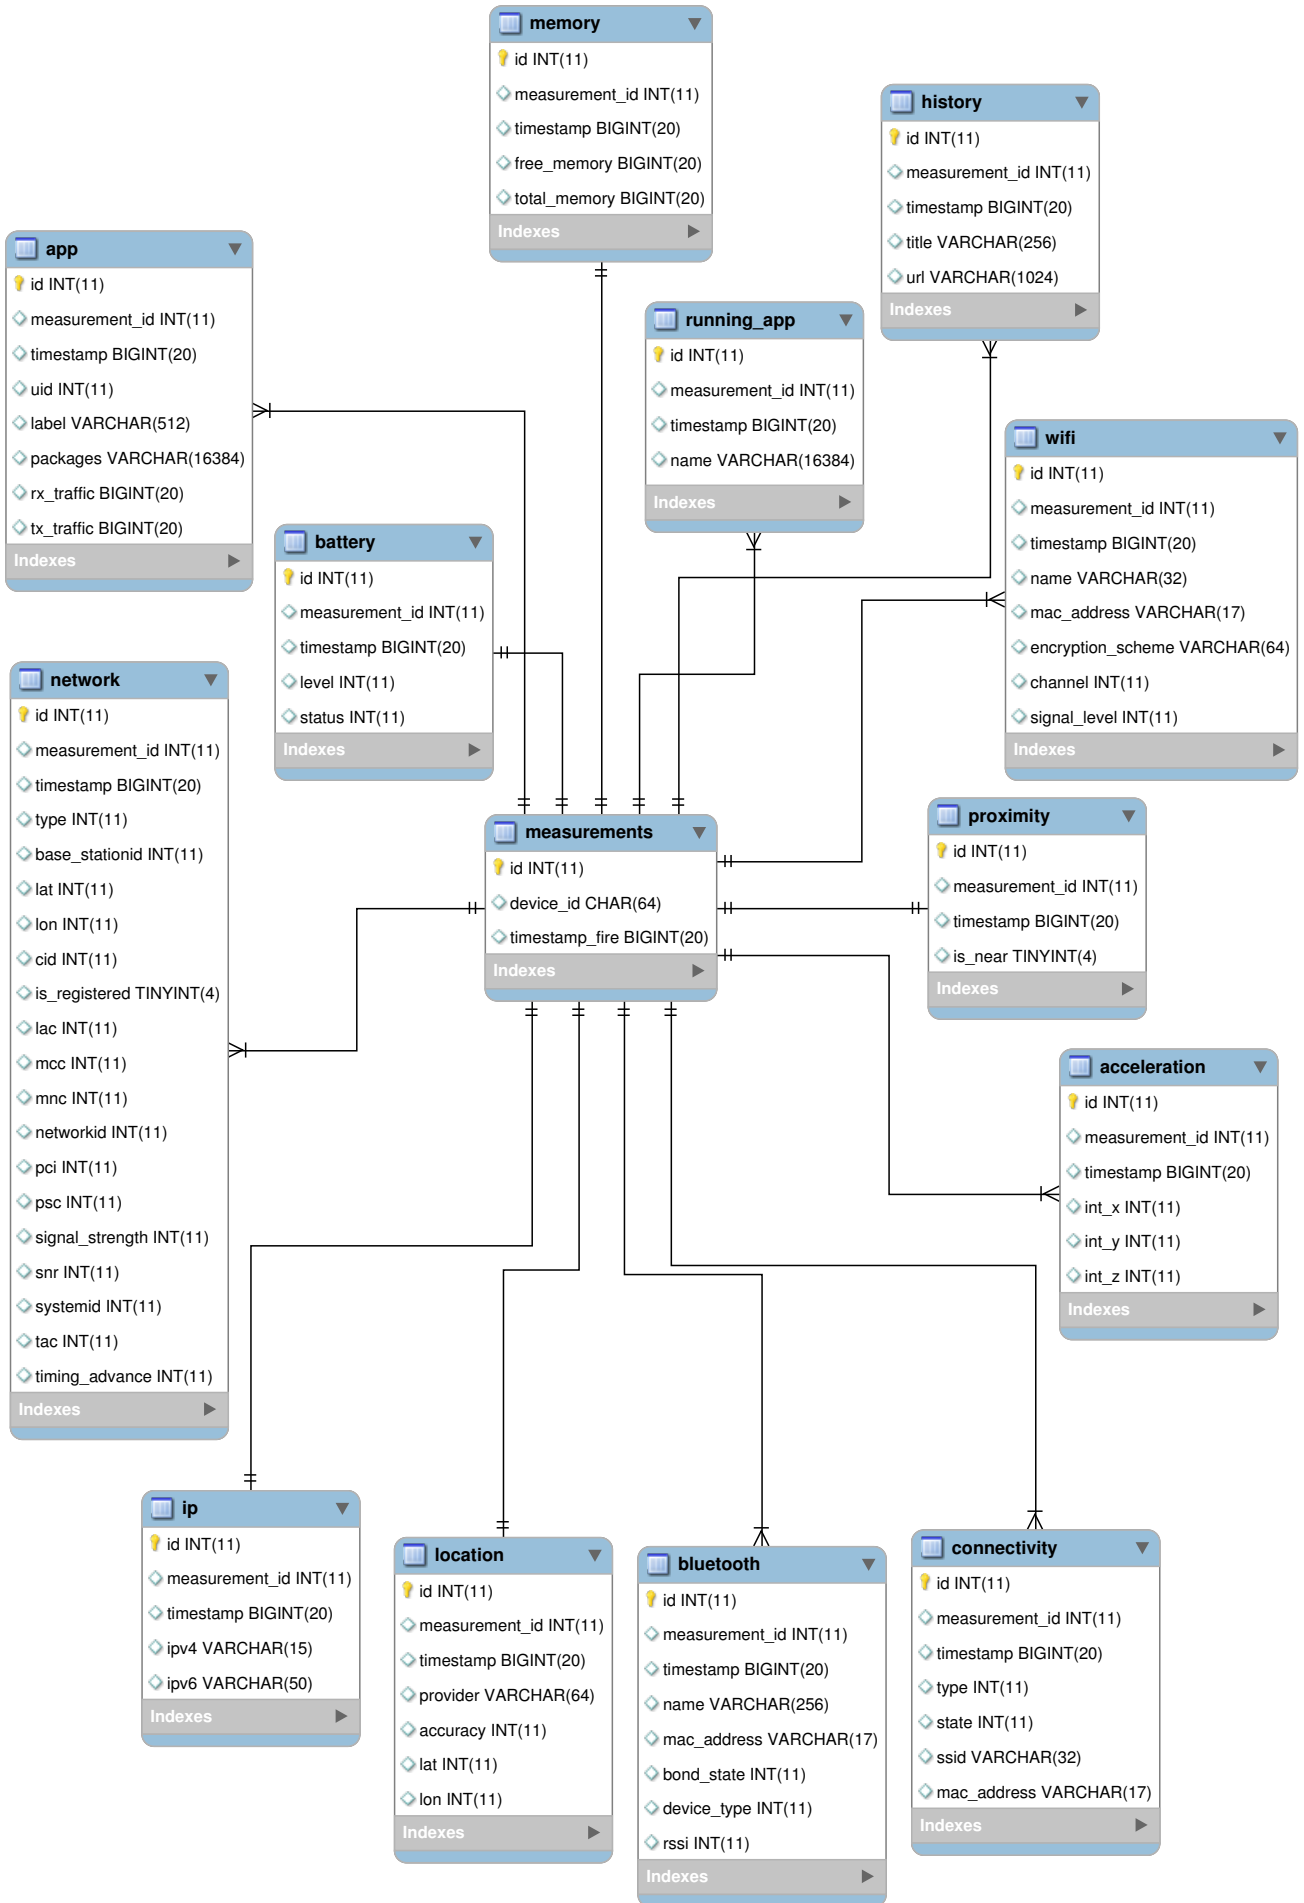 memory
id INT(11)
measurement_id INT(11)
timestamp BIGINT(20)
free_memory BIGINT(20)
total_memory BIGINT(20)
Indexes
history
id INT(11)
measurement_id INT(11)
timestamp BIGINT(20)
title VARCHAR(256)
url VARCHAR(1024)
Indexes
app
id INT(11)
measurement_id INT(11)
timestamp BIGINT(20)
uid INT(11)
label VARCHAR(512)
packages VARCHAR(16384)
rx_traffic BIGINT(20)
tx_traffic BIGINT(20)
Indexes
running_app
id INT(11)
measurement_id INT(11)
timestamp BIGINT(20)
name VARCHAR(16384)
Indexes
wifi
id INT(11)
measurement_id INT(11)
timestamp BIGINT(20)
name VARCHAR(32)
mac_address VARCHAR(17)
encryption_scheme VARCHAR(64)
channel INT(11)
signal_level INT(11)
Indexes
battery
id INT(11)
measurement_id INT(11)
timestamp BIGINT(20)
level INT(11)
status INT(11)
Indexes
network
id INT(11)
measurement_id INT(11)
timestamp BIGINT(20)
type INT(11)
base_stationid INT(11)
lat INT(11)
lon INT(11)
cid INT(11)
is_registered TINYINT(4)
lac INT(11)
mcc INT(11)
mnc INT(11)
networkid INT(11)
pci INT(11)
psc INT(11)
signal_strength INT(11)
snr INT(11)
systemid INT(11)
tac INT(11)
timing_advance INT(11)
Indexes
measurements
id INT(11)
device_id CHAR(64)
timestamp_fire BIGINT(20)
Indexes
proximity
id INT(11)
measurement_id INT(11)
timestamp BIGINT(20)
is_near TINYINT(4)
Indexes
acceleration
id INT(11)
measurement_id INT(11)
timestamp BIGINT(20)
int_x INT(11)
int_y INT(11)
int_z INT(11)
Indexes
ip
id INT(11)
measurement_id INT(11)
timestamp BIGINT(20)
ipv4 VARCHAR(15)
ipv6 VARCHAR(50)
Indexes
location
id INT(11)
measurement_id INT(11)
timestamp BIGINT(20)
provider VARCHAR(64)
accuracy INT(11)
lat INT(11)
lon INT(11)
Indexes
bluetooth
id INT(11)
measurement_id INT(11)
timestamp BIGINT(20)
name VARCHAR(256)
mac_address VARCHAR(17)
bond_state INT(11)
device_type INT(11)
rssi INT(11)
Indexes
connectivity
id INT(11)
measurement_id INT(11)
timestamp BIGINT(20)
type INT(11)
state INT(11)
ssid VARCHAR(32)
mac_address VARCHAR(17)
Indexes